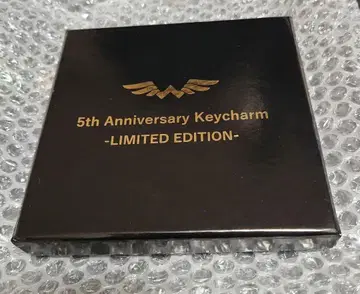 5th Anniversary Keycharm
-LIMITED EDITION-